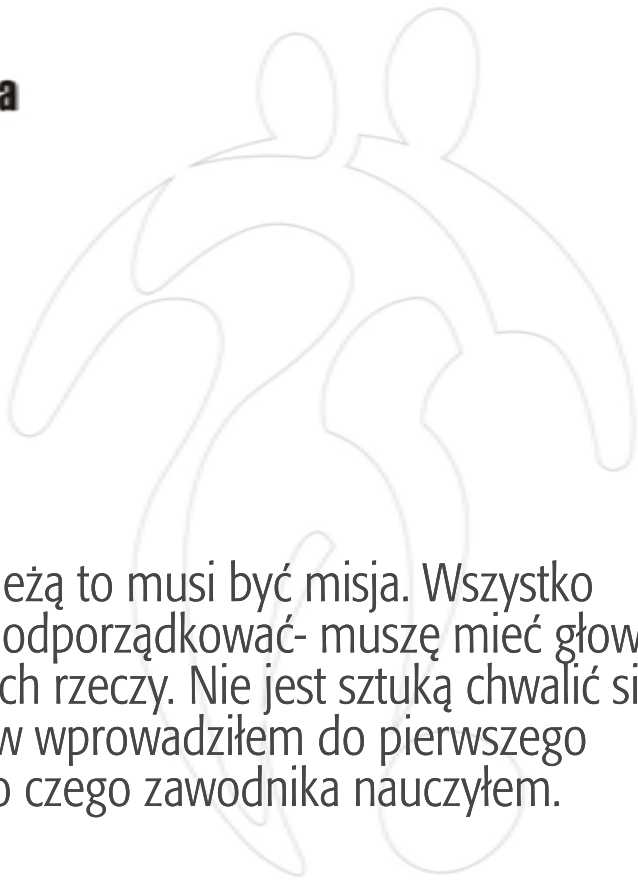 a
eżą to musi być misja. Wszystko
odporządkować- muszę mieć głow
ch rzeczy. Nie jest sztuką chwalić si
w wprowadziłem do pierwszego
o czego zawodnika nauczyłem.